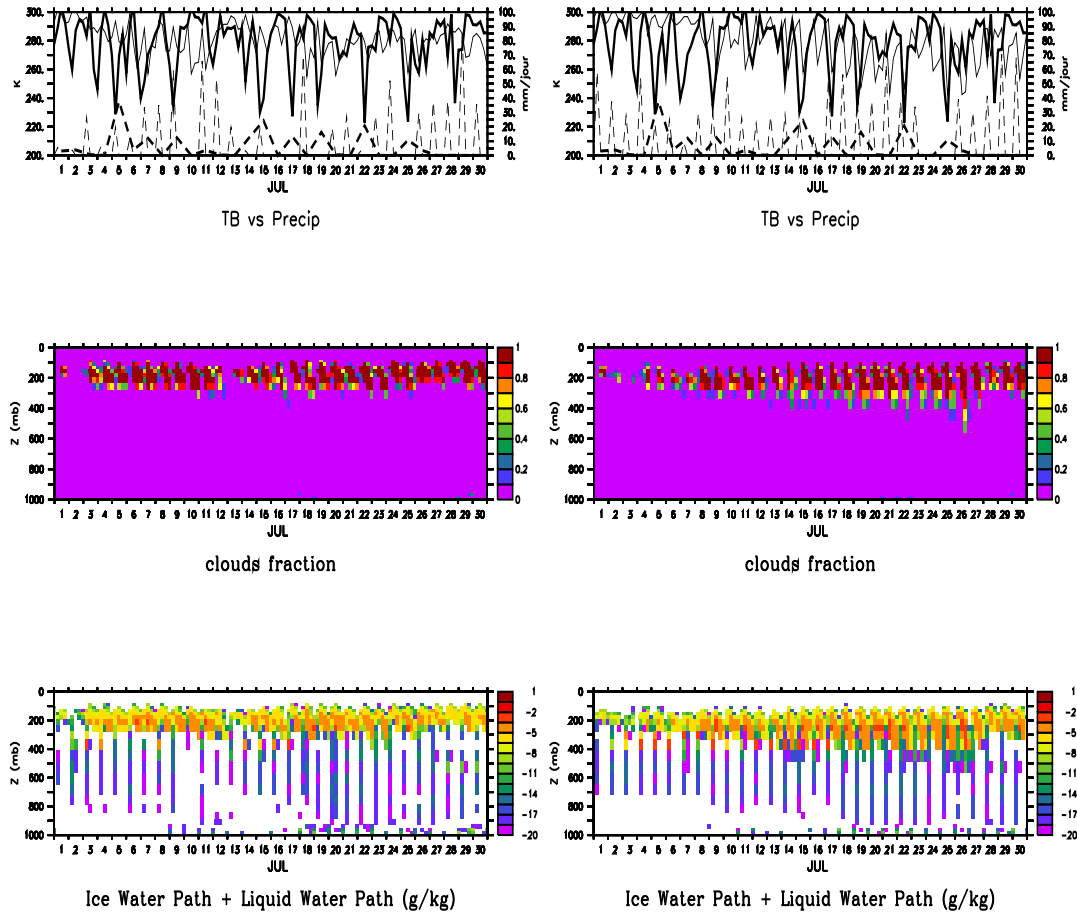 300. 280. 260. 240. 220. 200.
K
100. 90. 80. 70. 60. 50. 40. 30. 20. 10. 0.
mm/jour
1 2 3 4 5 6 7 8 9 10 11 12 13 14 15 16 17 18 19 20 21 22 23 24 25 26 27 28 29 30
JUL
TB vs Precip
300. 280. 260. 240. 220. 200.
K
100. 90. 80. 70. 60. 50. 40. 30. 20. 10. 0.
mm/jour
1 2 3 4 5 6 7 8 9 10 11 12 13 14 15 16 17 18 19 20 21 22 23 24 25 26 27 28 29 30
JUL
TB vs Precip
0 200 400 600 800 1000
Z (mb)
1 0.8 0.6 0.4 0.2 0
1 2 3 4 5 6 7 8 9 10 11 12 13 14 15 16 17 18 19 20 21 22 23 24 25 26 27 28 29 30
JUL
clouds fraction
0 200 400 600 800 1000
Z (mb)
1 0.8 0.6 0.4 0.2 0
1 2 3 4 5 6 7 8 9 10 11 12 13 14 15 16 17 18 19 20 21 22 23 24 25 26 27 28 29 30
JUL
clouds fraction
0 200 400 600 800 1000
Z (mb)
1 -2 -5 -8 -11 -14 -17 -20
1 2 3 4 5 6 7 8 9 10 11 12 13 14 15 16 17 18 19 20 21 22 23 24 25 26 27 28 29 30
JUL
Ice Water Path + Liquid Water Path (g/kg)
0 200 400 600 800 1000
Z (mb)
1 -2 -5 -8 -11 -14 -17 -20
1 2 3 4 5 6 7 8 9 10 11 12 13 14 15 16 17 18 19 20 21 22 23 24 25 26 27 28 29 30
JUL
Ice Water Path + Liquid Water Path (g/kg)